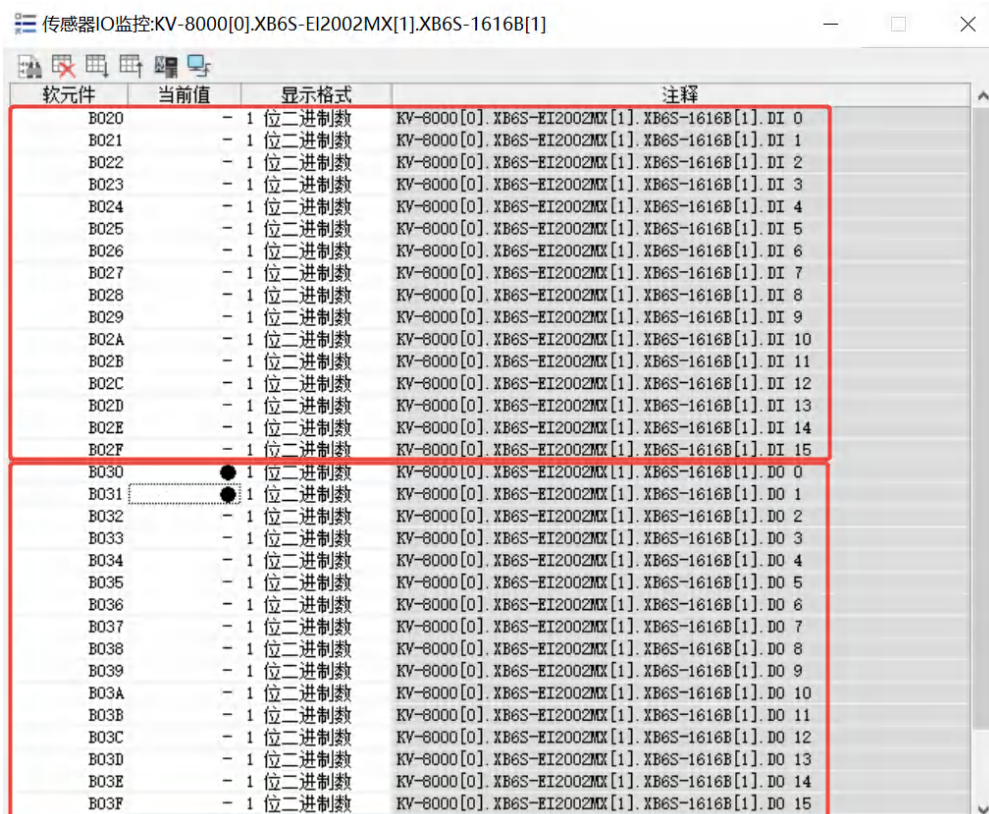 传感器IO监控:KV-8000[0].XB6S-EI2002MX[1].XB6S-1616B[1]
软元件 当前值 显示格式 注释
B020 - 1 位二进制数 KV-8000[0].XB6S-EI2002MX[1].XB6S-1616B[1].DI 0
B021 - 1 位二进制数 KV-8000[0].XB6S-EI2002MX[1].XB6S-1616B[1].DI 1
B022 - 1 位二进制数 KV-8000[0].XB6S-EI2002MX[1].XB6S-1616B[1].DI 2
B023 - 1 位二进制数 KV-8000[0].XB6S-EI2002MX[1].XB6S-1616B[1].DI 3
B024 - 1 位二进制数 KV-8000[0].XB6S-EI2002MX[1].XB6S-1616B[1].DI 4
B025 - 1 位二进制数 KV-8000[0].XB6S-EI2002MX[1].XB6S-1616B[1].DI 5
B026 - 1 位二进制数 KV-8000[0].XB6S-EI2002MX[1].XB6S-1616B[1].DI 6
B027 - 1 位二进制数 KV-8000[0].XB6S-EI2002MX[1].XB6S-1616B[1].DI 7
B028 - 1 位二进制数 KV-8000[0].XB6S-EI2002MX[1].XB6S-1616B[1].DI 8
B029 - 1 位二进制数 KV-8000[0].XB6S-EI2002MX[1].XB6S-1616B[1].DI 9
B02A - 1 位二进制数 KV-8000[0].XB6S-EI2002MX[1].XB6S-1616B[1].DI 10
B02B - 1 位二进制数 KV-8000[0].XB6S-EI2002MX[1].XB6S-1616B[1].DI 11
B02C - 1 位二进制数 KV-8000[0].XB6S-EI2002MX[1].XB6S-1616B[1].DI 12
B02D - 1 位二进制数 KV-8000[0].XB6S-EI2002MX[1].XB6S-1616B[1].DI 13
B02E - 1 位二进制数 KV-8000[0].XB6S-EI2002MX[1].XB6S-1616B[1].DI 14
B02F - 1 位二进制数 KV-8000[0].XB6S-EI2002MX[1].XB6S-1616B[1].DI 15
B030 ● 1 位二进制数 KV-8000[0].XB6S-EI2002MX[1].XB6S-1616B[1].DO 0
B031 ● 1 位二进制数 KV-8000[0].XB6S-EI2002MX[1].XB6S-1616B[1].DO 1
B032 - 1 位二进制数 KV-8000[0].XB6S-EI2002MX[1].XB6S-1616B[1].DO 2
B033 - 1 位二进制数 KV-8000[0].XB6S-EI2002MX[1].XB6S-1616B[1].DO 3
B034 - 1 位二进制数 KV-8000[0].XB6S-EI2002MX[1].XB6S-1616B[1].DO 4
B035 - 1 位二进制数 KV-8000[0].XB6S-EI2002MX[1].XB6S-1616B[1].DO 5
B036 - 1 位二进制数 KV-8000[0].XB6S-EI2002MX[1].XB6S-1616B[1].DO 6
B037 - 1 位二进制数 KV-8000[0].XB6S-EI2002MX[1].XB6S-1616B[1].DO 7
B038 - 1 位二进制数 KV-8000[0].XB6S-EI2002MX[1].XB6S-1616B[1].DO 8
B039 - 1 位二进制数 KV-8000[0].XB6S-EI2002MX[1].XB6S-1616B[1].DO 9
B03A - 1 位二进制数 KV-8000[0].XB6S-EI2002MX[1].XB6S-1616B[1].DO 10
B03B - 1 位二进制数 KV-8000[0].XB6S-EI2002MX[1].XB6S-1616B[1].DO 11
B03C - 1 位二进制数 KV-8000[0].XB6S-EI2002MX[1].XB6S-1616B[1].DO 12
B03D - 1 位二进制数 KV-8000[0].XB6S-EI2002MX[1].XB6S-1616B[1].DO 13
B03E - 1 位二进制数 KV-8000[0].XB6S-EI2002MX[1].XB6S-1616B[1].DO 14
B03F - 1 位二进制数 KV-8000[0].XB6S-EI2002MX[1].XB6S-1616B[1].DO 15